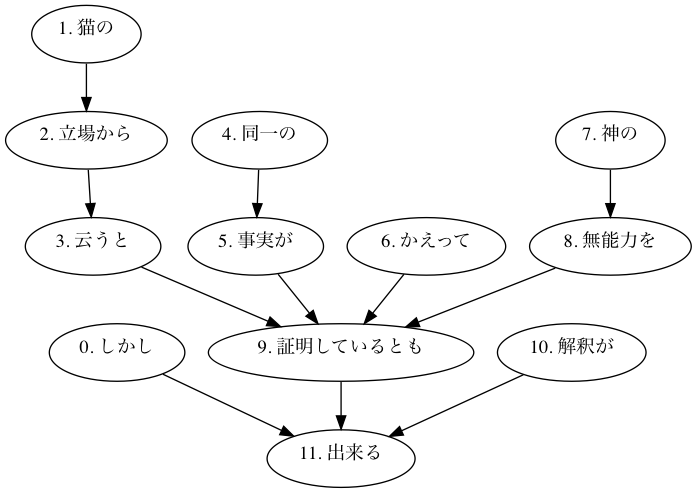 1. 猫の
2. 立場から
4. 同一の
7. 神の
3. 云うと
5. 事実が
6. かえって
8. 無能力を
0. しかし
9. 証明しているとも
10. 解釈が
11. 出来る